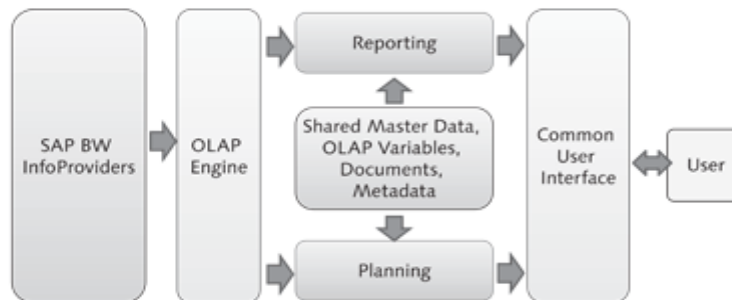 SAP BW
InfoProviders
OLAP
Engine
Reporting
Shared Master Data,
OLAP Variables,
Documents,
Metadata
Planning
Common
User
Interface
User